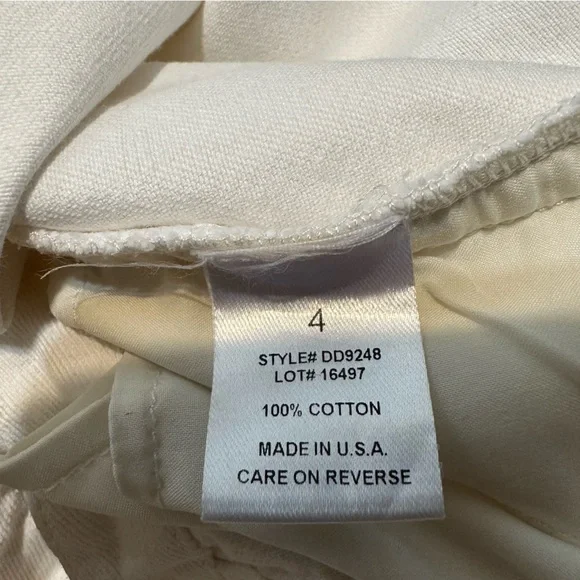 4
STYLE# DD9248
LOT# 16497
100% COTTON
MADE IN U.S.A.
CARE ON REVERSE